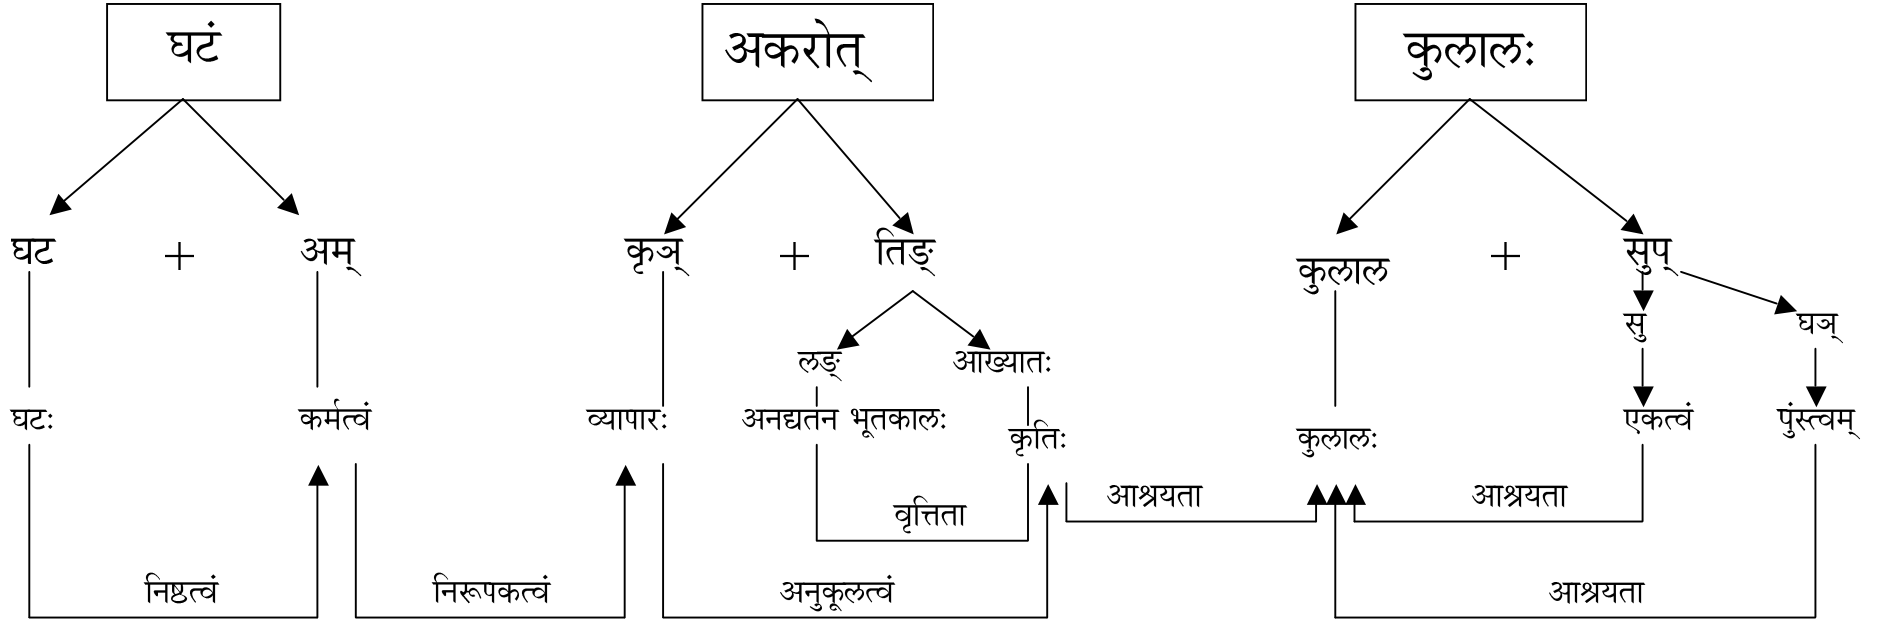 घटं अकरोत् कुलालः
घट + अम् कृञ् + तिङ् कुलाल + सुप्
सु घञ्
लङ् आख्यातः
घटः कर्मत्वं व्यापारः अनद्यतन भूतकालः कृतिः कुलालः एकत्वं पुंस्त्वम्
आश्रयता आश्रयता
वृत्तिता
निष्ठत्वं निरूपकत्वं अनुकूलत्वं आश्रयता